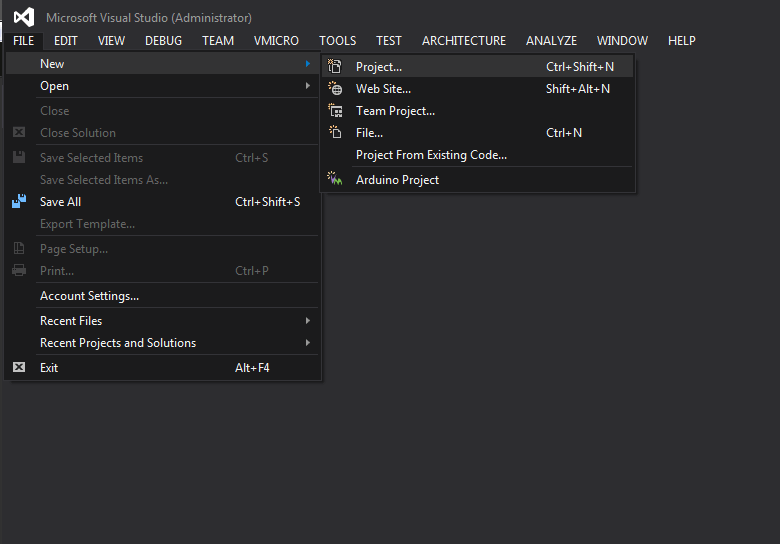 Microsoft Visual Studio (Administrator)
FILE EDIT VIEW DEBUG TEAM VMICRO TOOLS TEST ARCHITECTURE ANALYZE WINDOW HELP
New
Open
Close
Close Solution
Save Selected Items Ctrl+S
Save Selected Items As...
Save All Ctrl+Shift+S
Export Template...
Page Setup...
Print... Ctrl+P
Account Settings...
Recent Files
Recent Projects and Solutions
Exit Alt+F4
Project... Ctrl+Shift+N
Web Site... Shift+Alt+N
Team Project...
File... Ctrl+N
Project From Existing Code...
Arduino Project